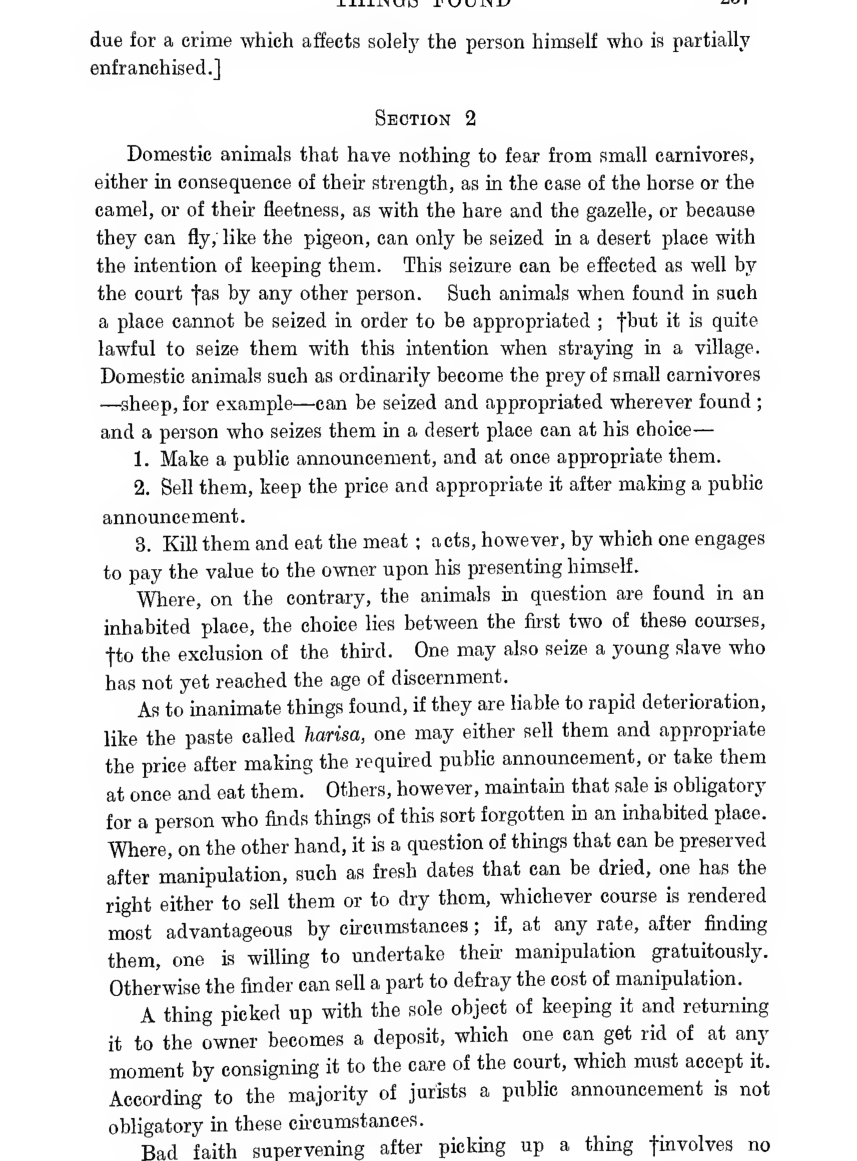 THINGS FOUND 
due for a crime which affects solely the person himself who is partially
enfranchised.]
SECTION 2
Domestic animals that have nothing to fear from small carnivores,
either in consequence of their strength, as in the case of the horse or the
camel, or of their fleetness, as with the hare and the gazelle, or because
they can fly, like the pigeon, can only be seized in a desert place with
the intention of keeping them. This seizure can be effected as well by
the court †as by any other person. Such animals when found in such
a place cannot be seized in order to be appropriated ; †but it is quite
lawful to seize them with this intention when straying in a village.
Domestic animals such as ordinarily become the prey of small carnivores
—sheep, for example—can be seized and appropriated wherever found ;
and a person who seizes them in a desert place can at his choice—
1. Make a public announcement, and at once appropriate them.
2. Sell them, keep the price and appropriate it after making a public
announcement.
3. Kill them and eat the meat ; acts, however, by which one engages
to pay the value to the owner upon his presenting himself.
Where, on the contrary, the animals in question are found in an
inhabited place, the choice lies between the first two of these courses,
†to the exclusion of the third. One may also seize a young slave who
has not yet reached the age of discernment.
As to inanimate things found, if they are liable to rapid deterioration,
like the paste called harisa, one may either sell them and appropriate
the price after making the required public announcement, or take them
at once and eat them. Others, however, maintain that sale is obligatory
for a person who finds things of this sort forgotten in an inhabited place.
Where, on the other hand, it is a question of things that can be preserved
after manipulation, such as fresh dates that can be dried, one has the
right either to sell them or to dry them, whichever course is rendered
most advantageous by circumstances ; if, at any rate, after finding
them, one is willing to undertake their manipulation gratuitously.
Otherwise the finder can sell a part to defray the cost of manipulation.
A thing picked up with the sole object of keeping it and returning
it to the owner becomes a deposit, which one can get rid of at any
moment by consigning it to the care of the court, which must accept it.
According to the majority of jurists a public announcement is not
obligatory in these circumstances.
Bad faith supervening after picking up a thing †involves no